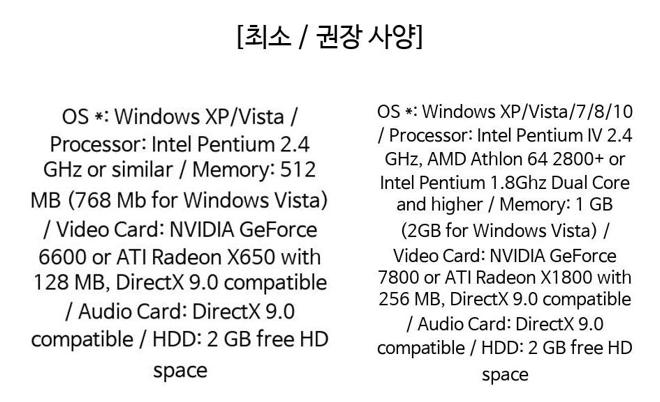 [최소 / 권장 사양]
OS *: Windows XP/Vista /
Processor: Intel Pentium 2.4
GHz or similar / Memory: 512
MB (768 Mb for Windows Vista)
/ Video Card: NVIDIA GeForce
6600 or ATI Radeon X650 with
128 MB, DirectX 9.0 compatible
/ Audio Card: DirectX 9.0
compatible / HDD: 2 GB free HD
space
OS *: Windows XP/Vista/7/8/10
/ Processor: Intel Pentium IV 2.4
GHz, AMD Athlon 64 2800+ or
Intel Pentium 1.8Ghz Dual Core
and higher / Memory: 1 GB
(2GB for Windows Vista) /
Video Card: NVIDIA GeForce
7800 or ATI Radeon X1800 with
256 MB, DirectX 9.0 compatible
/ Audio Card: DirectX 9.0
compatible / HDD: 2 GB free HD
space